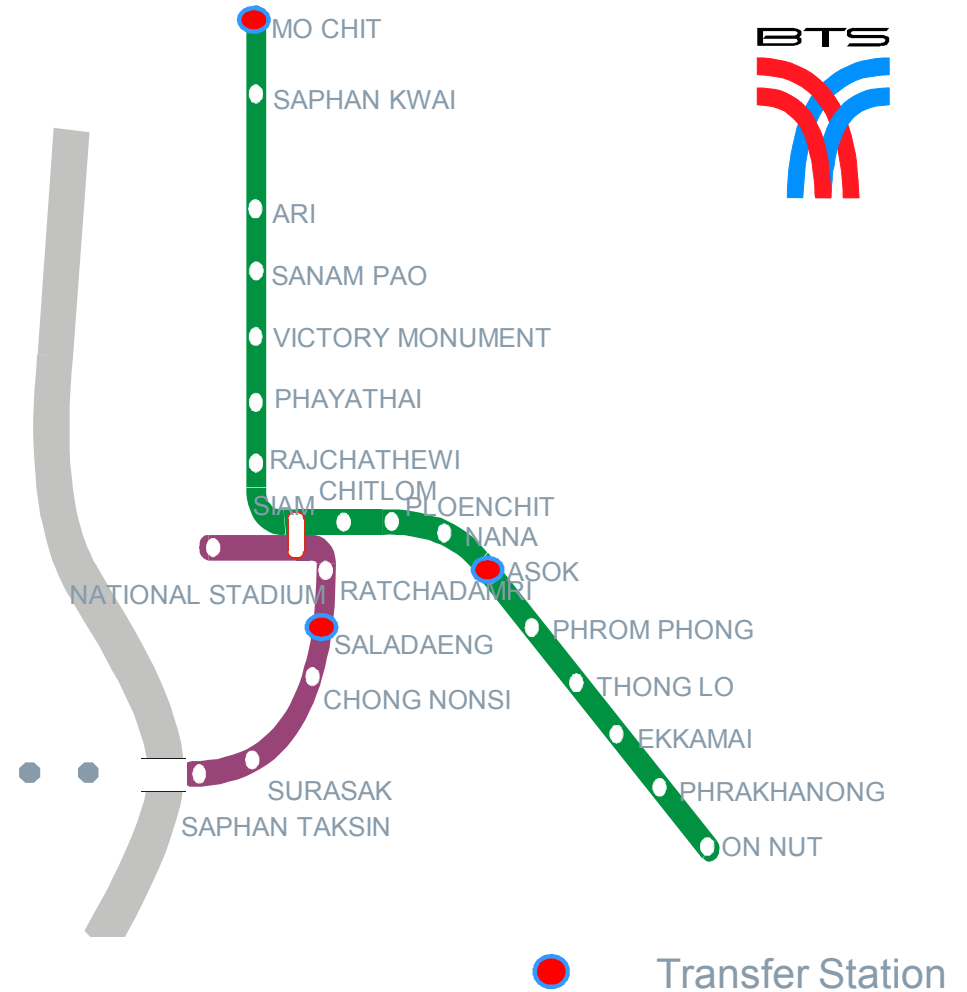 BTS
MO CHIT
SAPHAN KWAI
ARI
SANAM PAO
VICTORY MONUMENT
PHAYATHAI
RAJCHATHEWI
CHITLOM
SIAM
PLOENCHIT
NANA
ASOK
NATIONAL STADIUM
RATCHADAMRI
PHROM PHONG
SALADAENG
THONG LO
CHONG NONSI
EKKAMAI
SURASAK
PHRAKHANONG
SAPHAN TAKSIN
ON NUT
Transfer Station